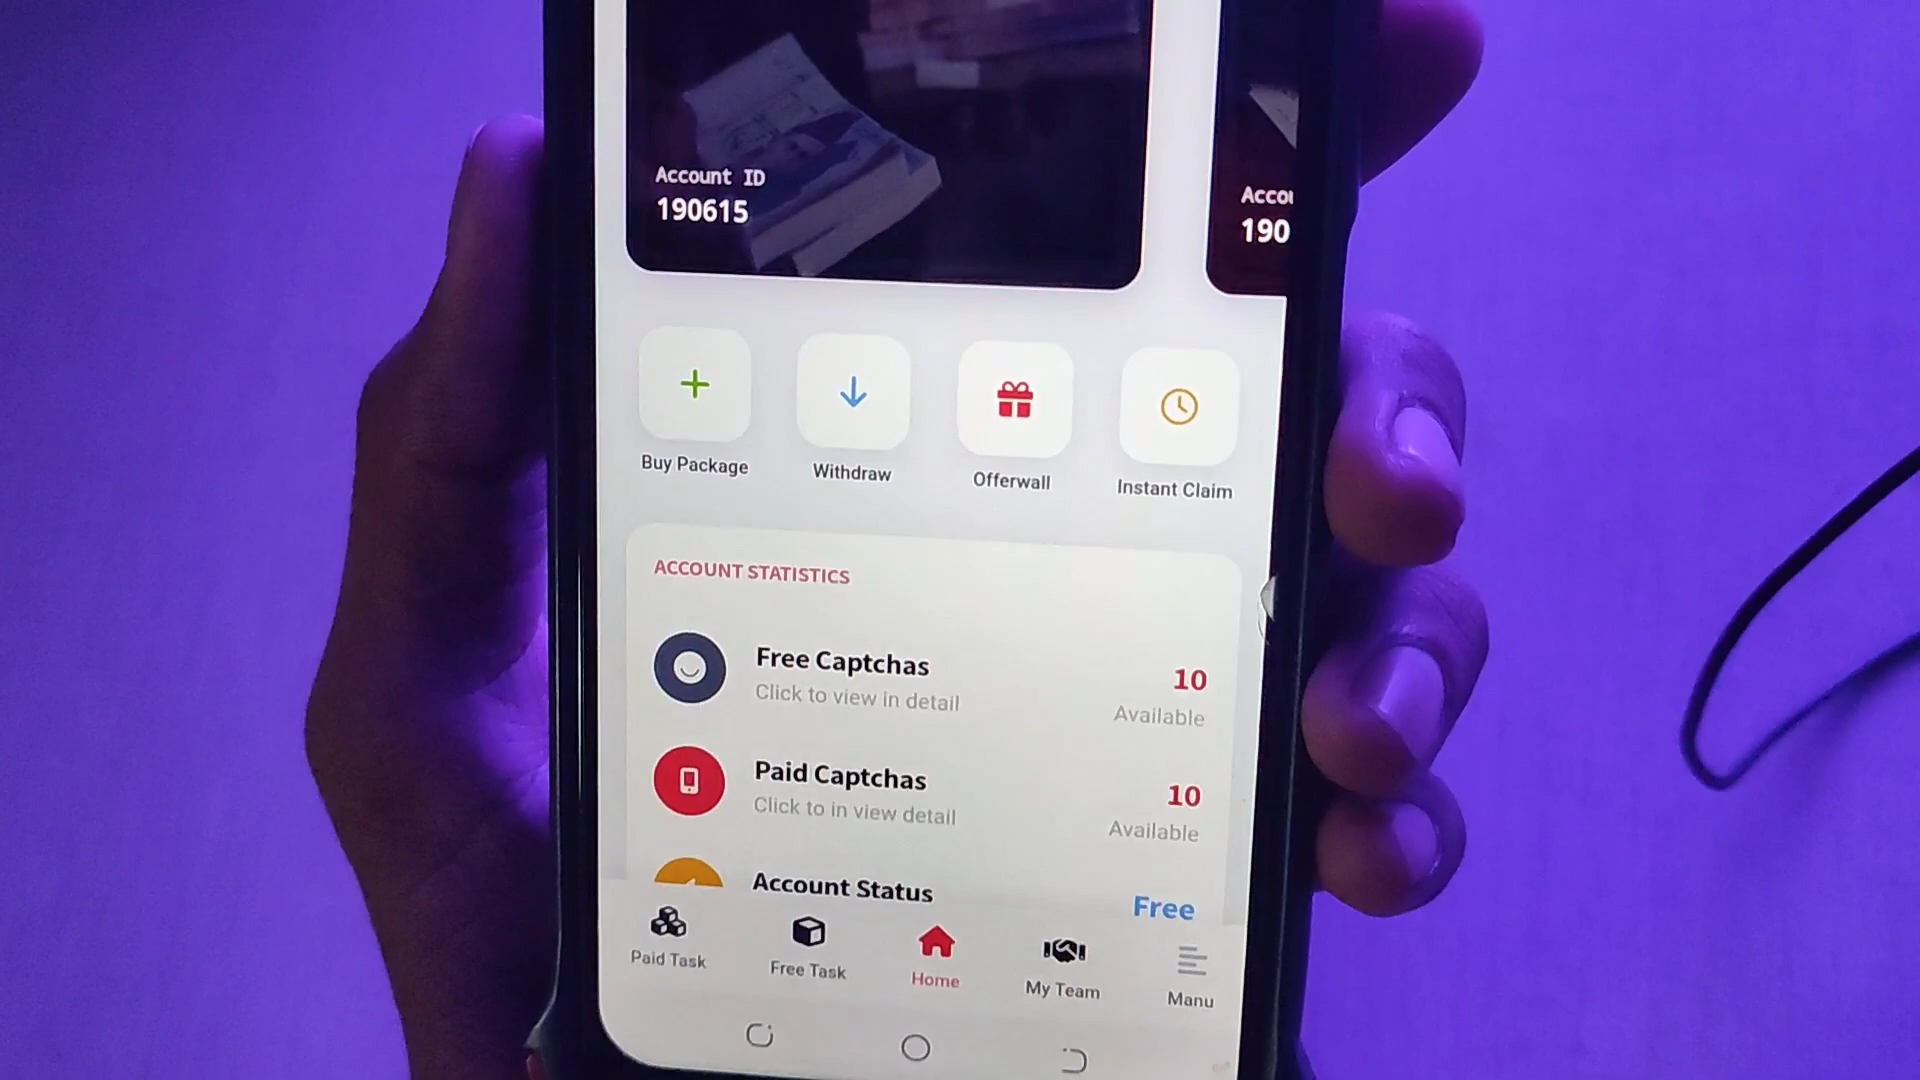 Account ID
190615
Accou
190
Buy Package
Withdraw
Offerwall
Instant Claim
ACCOUNT STATISTICS
Free Captchas
Click to view in detail
10
Available
Paid Captchas
Click to in view detail
10
Available
Account Status
Free
Paid Task
Free Task
Home
My Team
Manu